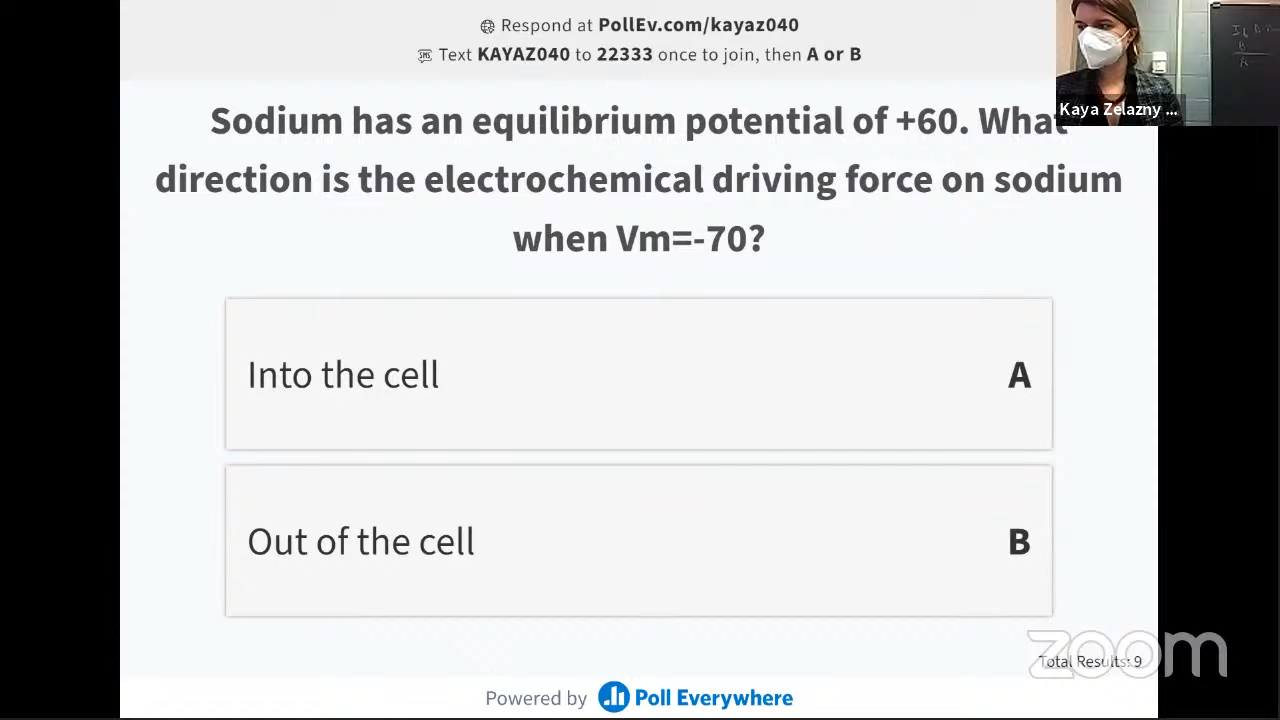 Respond at PollEv.com/kayaz040
Text KAYAZ040 to 22333 once to join, then A or B
Kaya Zelazny ...
Sodium has an equilibrium potential of +60. What
direction is the electrochemical driving force on sodium
when Vm=-70?
Into the cell A
Out of the cell B
zoom
Total Results: 9
Powered by Poll Everywhere